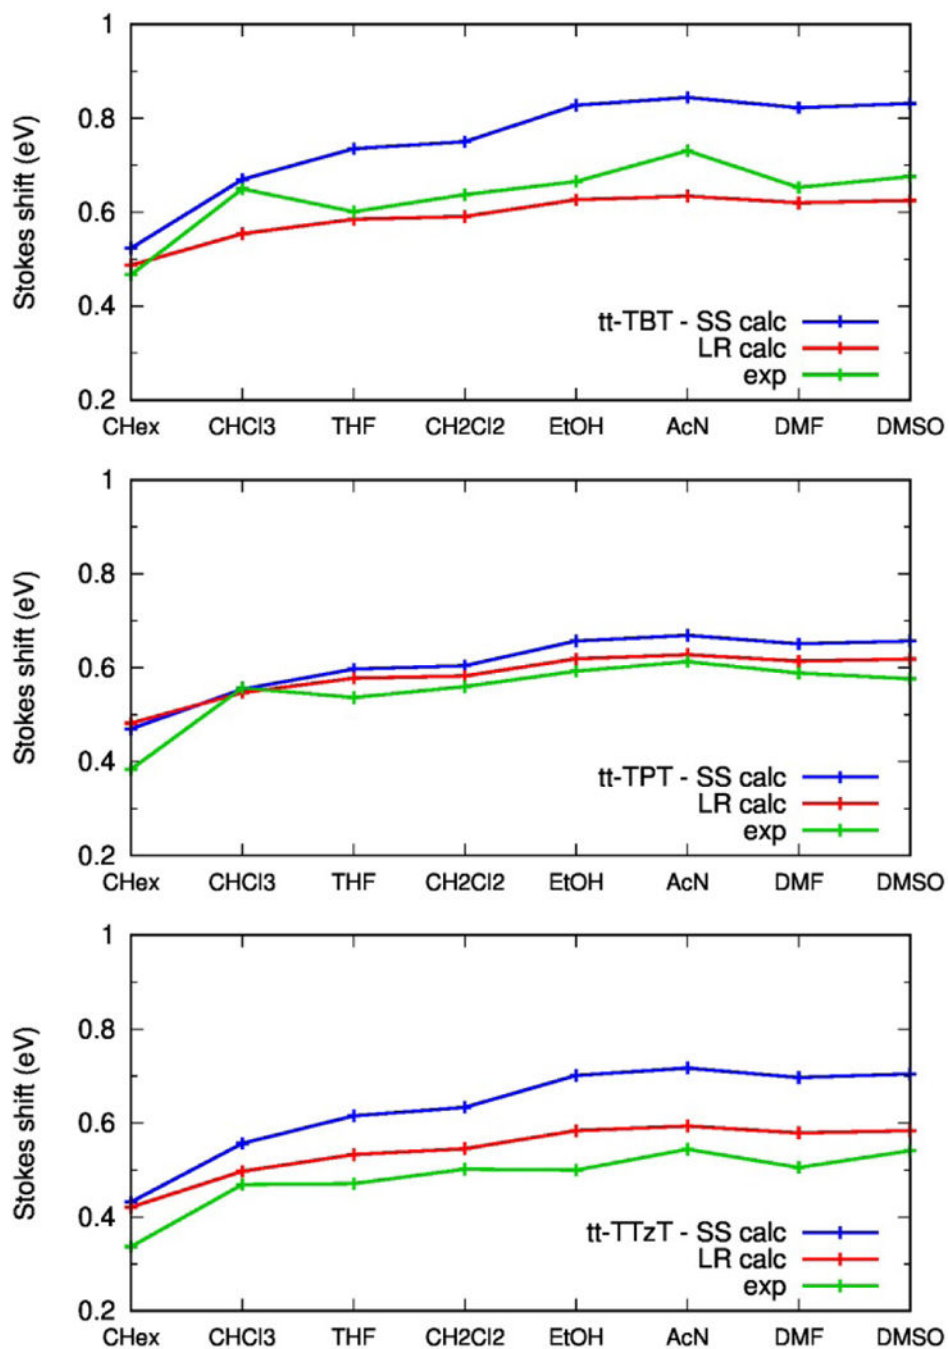 1
0.8
0.6
0.4
0.2
Stokes shift (eV)
tt-TBT - SS calc
LR calc
exp
CHex CHCl3 THF CH2Cl2 EtOH AcN DMF DMSO
1
0.8
0.6
0.4
0.2
Stokes shift (eV)
tt-TPT - SS calc
LR calc
exp
CHex CHCl3 THF CH2Cl2 EtOH AcN DMF DMSO
1
0.8
0.6
0.4
0.2
Stokes shift (eV)
tt-TTzT - SS calc
LR calc
exp
CHex CHCl3 THF CH2Cl2 EtOH AcN DMF DMSO